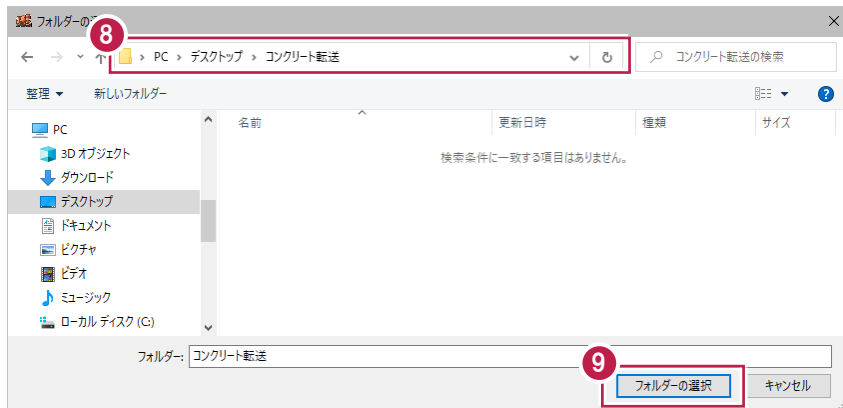 フォルダーの
8
PC › デスクトップ › コンクリート転送
コンクリート転送の検索
整理
新しいフォルダー
名前 更新日時 種類 サイズ
検索条件に一致する項目はありません。
PC
3D オブジェクト
ダウンロード
デスクトップ
ドキュメント
ピクチャ
ビデオ
ミュージック
ローカル ディスク (C:)
フォルダー: コンクリート転送
9
フォルダーの選択 キャンセル